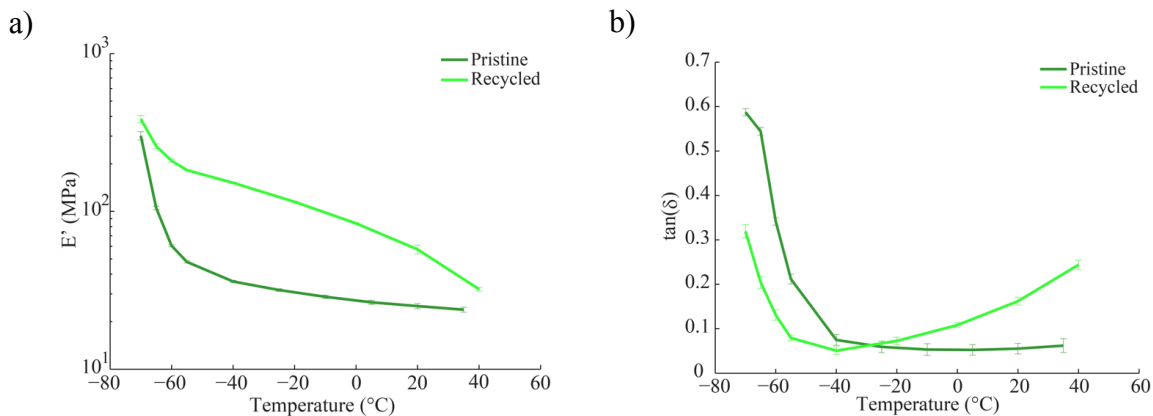 a)
10³
10²
10¹
E' (MPa)
Pristine
Recycled
−80 −60 −40 −20 0 20 40 60
Temperature (°C)
b)
0.7
0.6
0.5
0.4
0.3
0.2
0.1
0
tan(δ)
Pristine
Recycled
−80 −60 −40 −20 0 20 40 60
Temperature (°C)